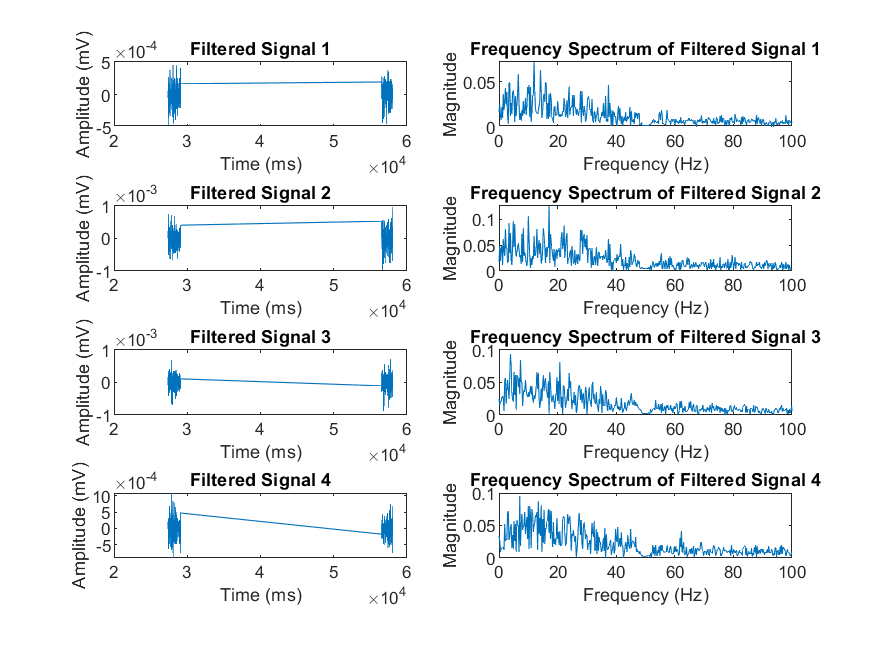 Filtered Signal 1
×10-4
Amplitude (mV)
5
0
-5
2 3 4 5 6
Time (ms)
×104
Frequency Spectrum of Filtered Signal 1
Magnitude
0.05
0
0 20 40 60 80 100
Frequency (Hz)
Filtered Signal 2
×10-3
Amplitude (mV)
1
0
-1
2 3 4 5 6
Time (ms)
×104
Frequency Spectrum of Filtered Signal 2
Magnitude
0.1
0.05
0
0 20 40 60 80 100
Frequency (Hz)
Filtered Signal 3
×10-3
Amplitude (mV)
1
0
-1
2 3 4 5 6
Time (ms)
×104
Frequency Spectrum of Filtered Signal 3
Magnitude
0.1
0.05
0
0 20 40 60 80 100
Frequency (Hz)
Filtered Signal 4
×10-4
Amplitude (mV)
10
5
0
-5
2 3 4 5 6
Time (ms)
×104
Frequency Spectrum of Filtered Signal 4
Magnitude
0.1
0.05
0
0 20 40 60 80 100
Frequency (Hz)